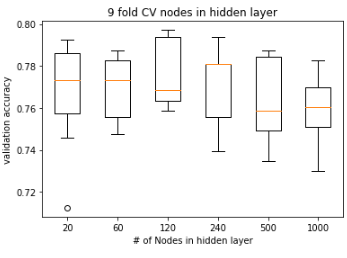 9 fold CV nodes in hidden layer
0.80
0.78
0.76
0.74
0.72
validation accuracy
20 60 120 240 500 1000
# of Nodes in hidden layer